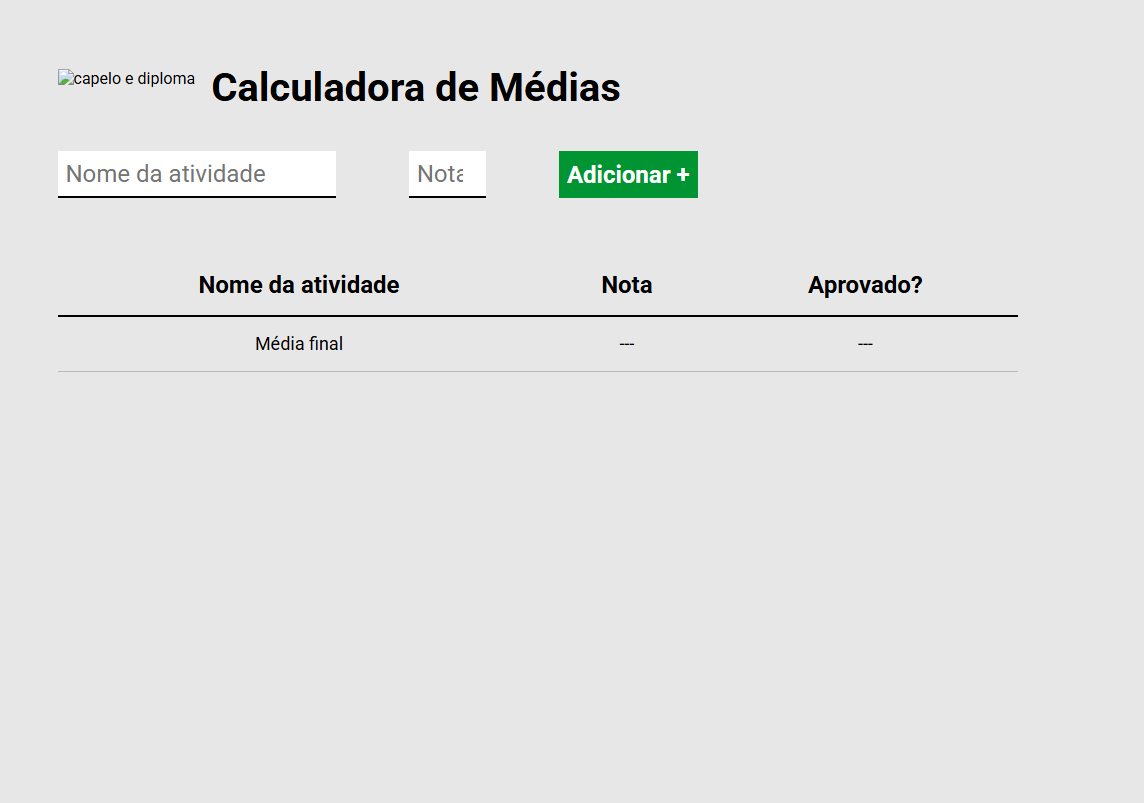 capelo e diploma
Calculadora de Médias
Nome da atividade Nota Adicionar +
Nome da atividade Nota Aprovado?
Média final --- ---